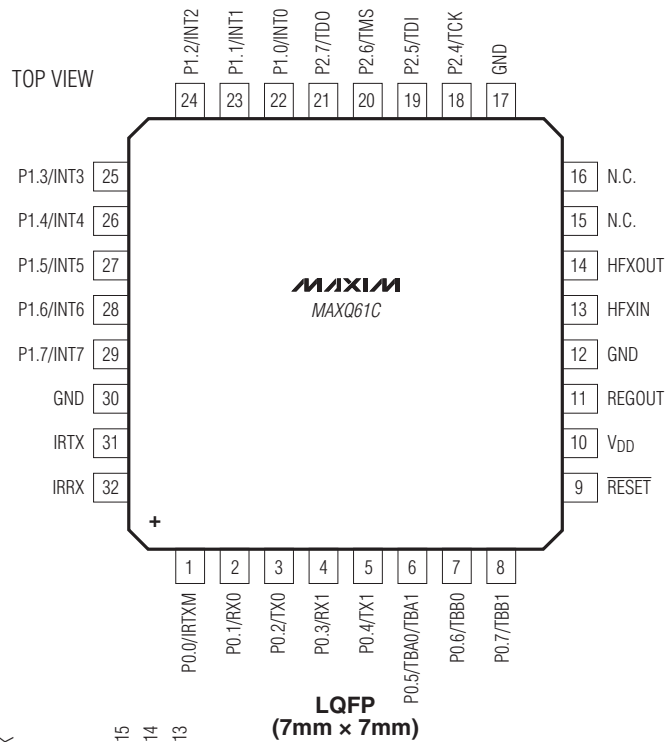 TOP VIEW
P1.2/INT2
P1.1/INT1
P1.0/INT0
P2.7/TDO
P2.6/TMS
P2.5/TDI
P2.4/TCK
GND
24 23 22 21 20 19 18 17
P1.3/INT3 25
P1.4/INT4 26
P1.5/INT5 27
P1.6/INT6 28
P1.7/INT7 29
GND 30
IRTX 31
IRRX 32
16 N.C.
15 N.C.
14 HFXOUT
13 HFXIN
12 GND
11 REGOUT
10 VDD
9 RESET
MAXIM
MAXQ61C
+
1 2 3 4 5 6 7 8
P0.0/IRTXM
P0.1/RX0
P0.2/TX0
P0.3/RX1
P0.4/TX1
P0.5/TBA0/TBA1
P0.6/TBB0
P0.7/TBB1
LQFP
(7mm × 7mm)
15
14
13